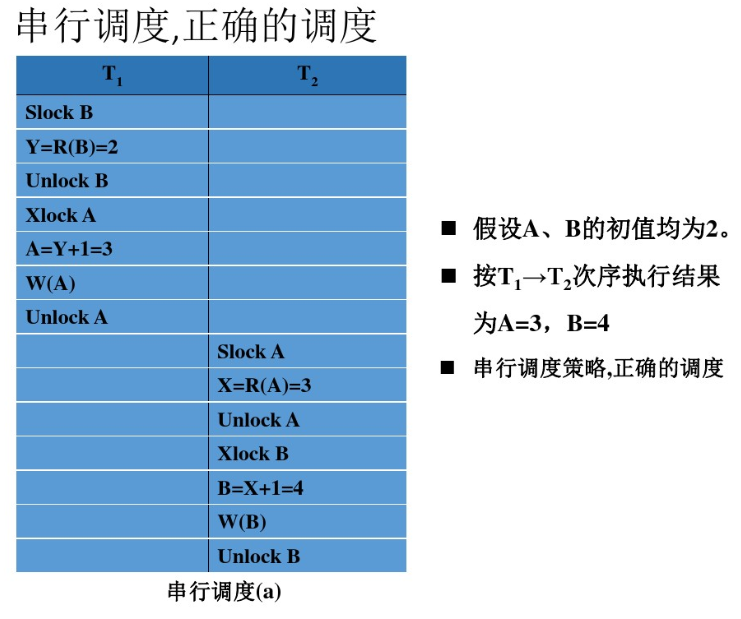 串行调度,正确的调度
T1 T2
Slock B
Y=R(B)=2
Unlock B
Xlock A
A=Y+1=3
W(A)
Unlock A
Slock A
X=R(A)=3
Unlock A
Xlock B
B=X+1=4
W(B)
Unlock B
串行调度(a)
■ 假设A、B的初值均为2。
■ 按T1→T2次序执行结果
为A=3，B=4
■ 串行调度策略,正确的调度